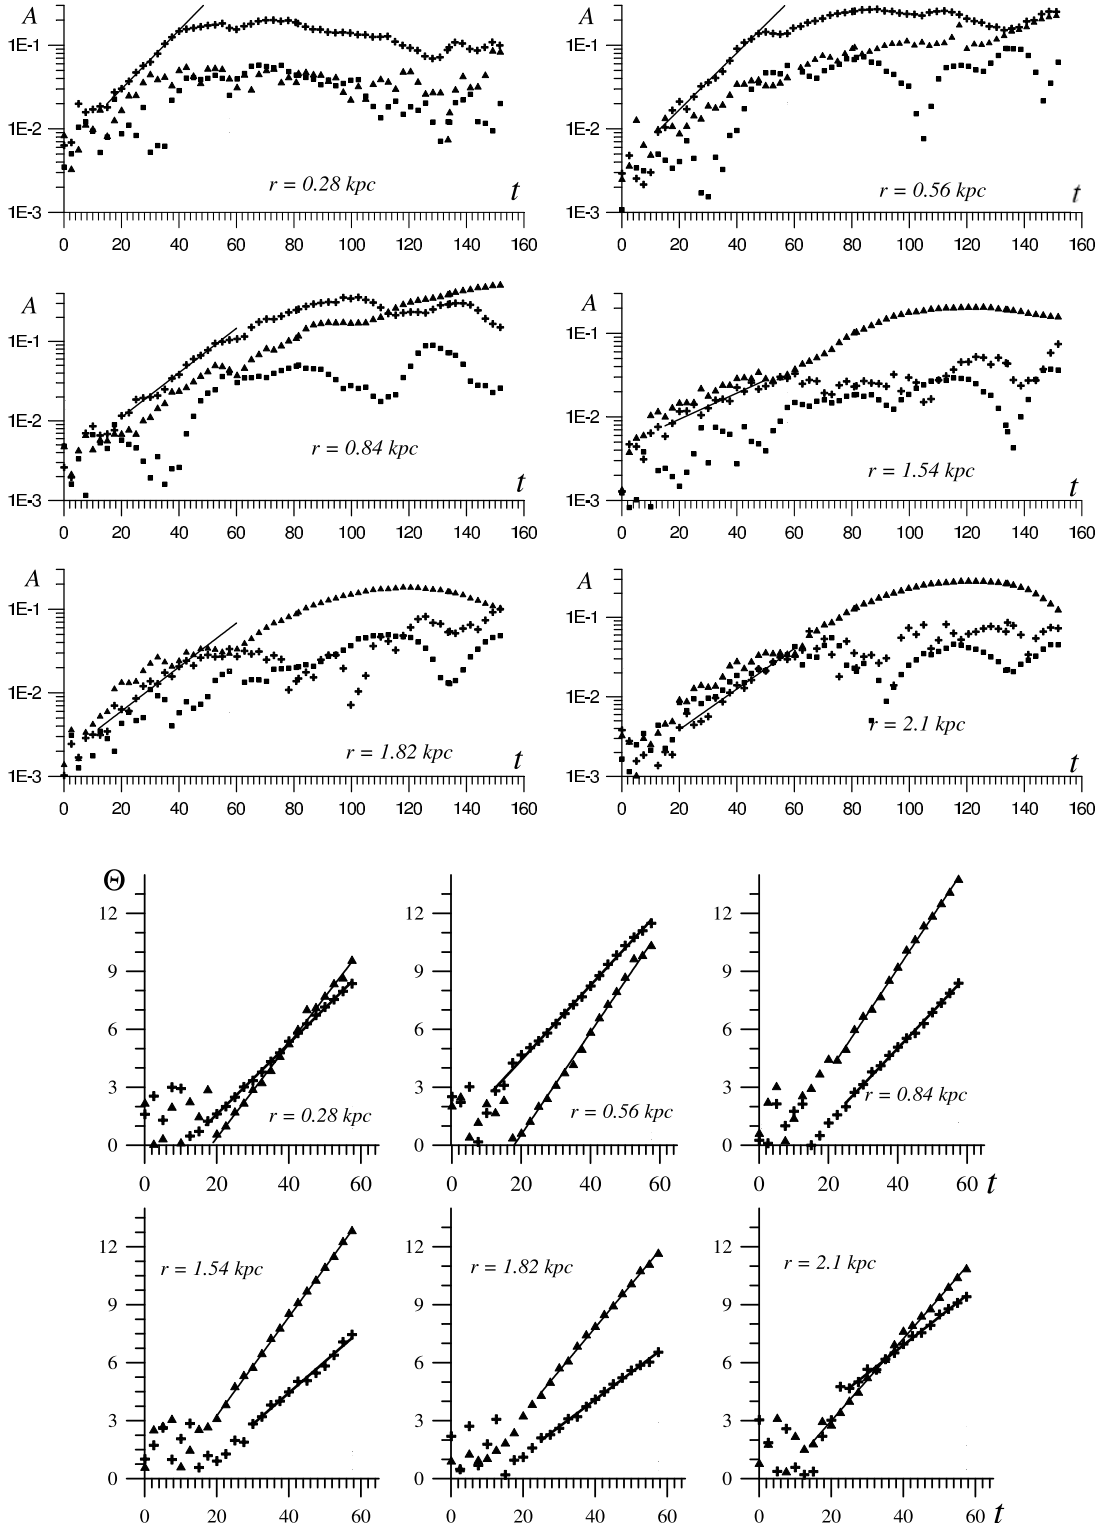 A
1E-1
1E-2
1E-3
r = 0.28 kpc
t
0 20 40 60 80 100 120 140 160
A
1E-1
1E-2
1E-3
r = 0.56 kpc
t
0 20 40 60 80 100 120 140 160
A
1E-1
1E-2
1E-3
r = 0.84 kpc
t
0 20 40 60 80 100 120 140 160
A
1E-1
1E-2
1E-3
r = 1.54 kpc
t
0 20 40 60 80 100 120 140 160
A
1E-1
1E-2
1E-3
r = 1.82 kpc
t
0 20 40 60 80 100 120 140 160
A
1E-1
1E-2
1E-3
r = 2.1 kpc
t
0 20 40 60 80 100 120 140 160
Θ
12
9
6
3
0
r = 0.28 kpc
0 20 40 60
12
9
6
3
0
r = 0.56 kpc
0 20 40 60
12
9
6
3
0
r = 0.84 kpc
0 20 40 60 t
12
9
6
3
0
r = 1.54 kpc
0 20 40 60
12
9
6
3
0
r = 1.82 kpc
0 20 40 60
12
9
6
3
0
r = 2.1 kpc
0 20 40 60 t